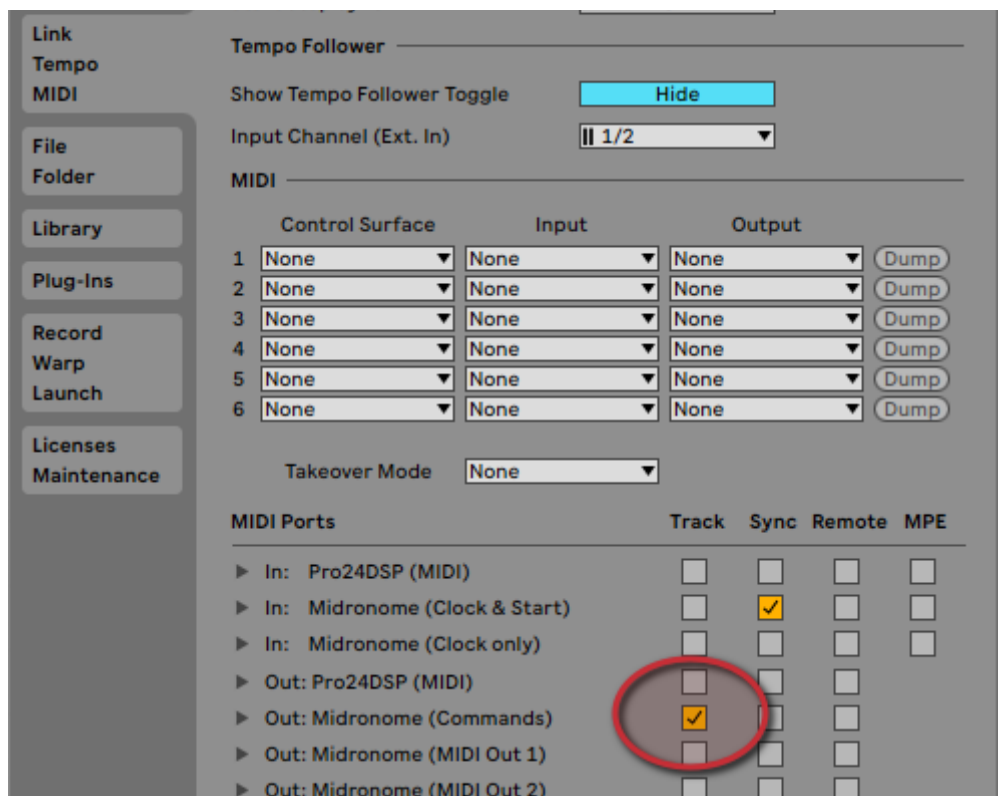 Link
Tempo
MIDI
File
Folder
Library
Plug-Ins
Record
Warp
Launch
Licenses
Maintenance
Tempo Follower
Show Tempo Follower Toggle Hide
Input Channel (Ext. In) 1/2
MIDI
Control Surface Input Output
1 None None None Dump
2 None None None Dump
3 None None None Dump
4 None None None Dump
5 None None None Dump
6 None None None Dump
Takeover Mode None
MIDI Ports Track Sync Remote MPE
In: Pro24DSP (MIDI)
In: Midronome (Clock & Start)
In: Midronome (Clock only)
Out: Pro24DSP (MIDI)
Out: Midronome (Commands)
Out: Midronome (MIDI Out 1)
Out: Midronome (MIDI Out 2)